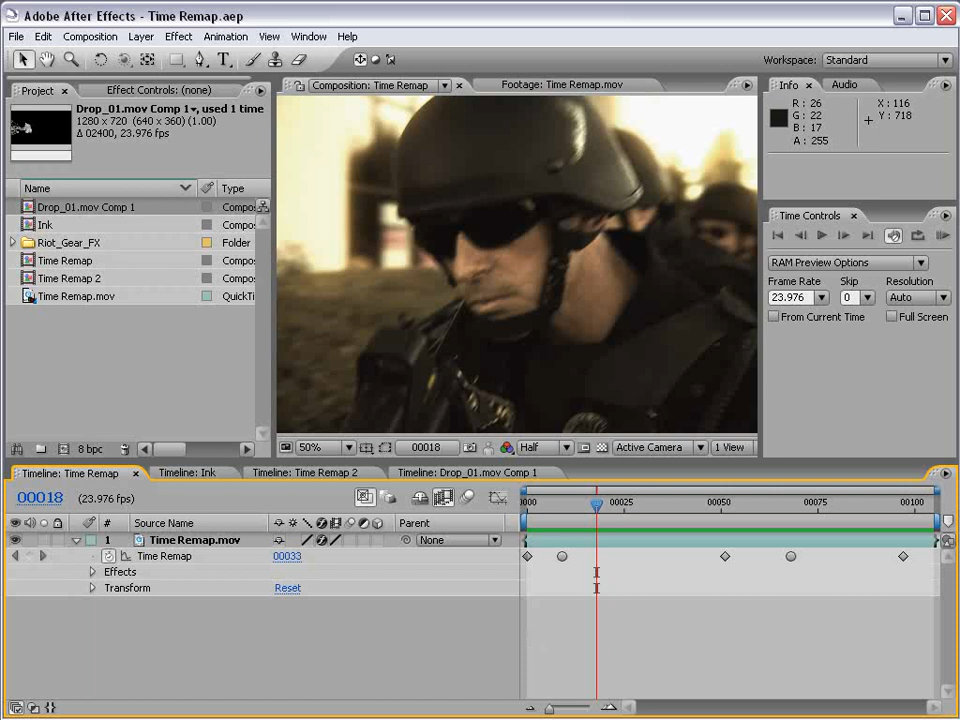 Adobe After Effects - Time Remap.aep
File Edit Composition Layer Effect Animation View Window Help
Workspace: Standard
Project Effect Controls: (none)
Drop_01.mov Comp 1, used 1 time
1280 x 720 (640 x 360) (1.00)
Δ 02400, 23.976 fps
Name Type
Drop_01.mov Comp 1 Compo
Ink Compo
Riot_Gear_FX Folder
Time Remap Compo
Time Remap 2 Compo
Time Remap.mov QuickTi
8 bpc
Composition: Time Remap Footage: Time Remap.mov
50% 00018 Half Active Camera 1 View
Info Audio
R : 26 X : 116
G : 22 Y : 718
B : 17
A : 255
Time Controls
RAM Preview Options
Frame Rate Skip Resolution
23.976 0 Auto
From Current Time Full Screen
Timeline: Time Remap Timeline: Ink Timeline: Time Remap 2 Timeline: Drop_01.mov Comp 1
00018 (23.976 fps)
0000 00025 00050 00075 00100
# Source Name Parent
1 Time Remap.mov None
Time Remap 00033
Effects
Transform Reset